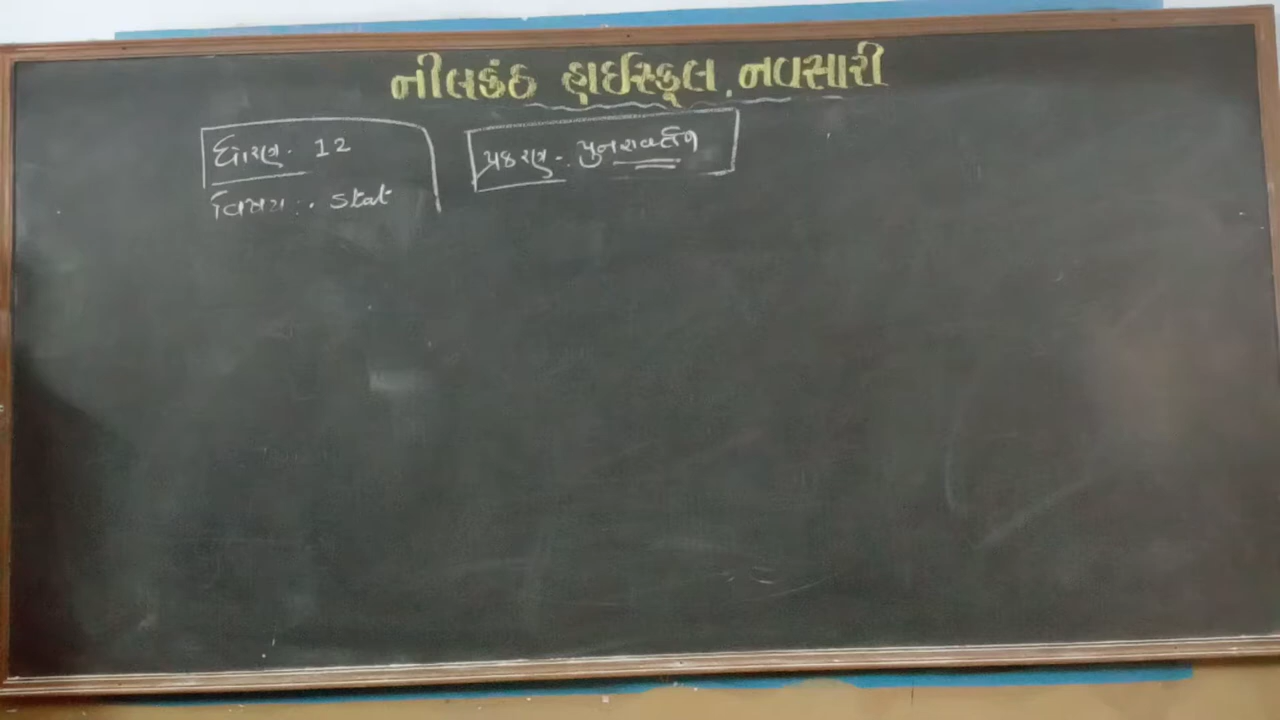 નીલકંઠ હાઇસ્કૂલ, નવસારી
ધોરણ. 12
વિષય : . Stat
પ્રકરણ - . પુનરાવર્તન